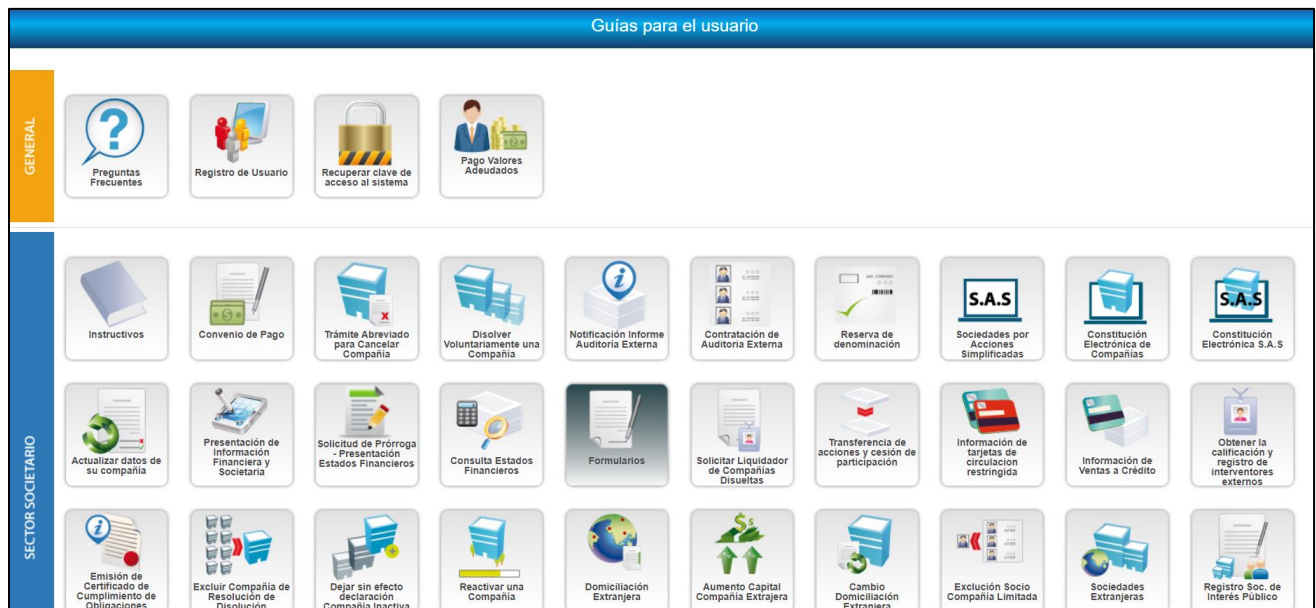 Guías para el usuario
GENERAL
Preguntas
Frecuentes
Registro de Usuario
Recuperar clave de
acceso al sistema
Pago Valores
Adeudados
SECTOR SOCIETARIO
Instructivos
Convenio de Pago
Trámite Abreviado
para Cancelar
Compañía
Disolver
Voluntariamente una
Compañía
Notificación Informe
Auditoria Externa
Contratación de
Auditoria Externa
Reserva de
denominación
S.A.S
Sociedades por
Acciones
Simplificadas
Constitución
Electrónica de
Compañías
S.A.S
Constitución
Electrónica S.A.S
Actualizar datos de
su compañía
Presentación de
Información
Financiera y
Societaria
Solicitud de Prórroga
- Presentación
Estados Financieros
Consulta Estados
Financieros
Formularios
Solicitar Liquidador
de Compañías
Disueltas
Transferencia de
acciones y cesión de
participación
Información de
tarjetas de
circulacion
restringida
Información de
Ventas a Crédito
Obtener la
calificación y
registro de
interventores
externos
Emisión de
Certificado de
Cumplimiento de
Obligaciones
Excluir Compañía de
Resolución de
Disolución
Dejar sin efecto
declaración
Compañía Inactiva
Reactivar una
Compañía
Domiciliación
Extranjera
Aumento Capital
Compañía Extrajera
Cambio
Domiciliación
Extranjera
Exclución Socio
Compañía Limitada
Sociedades
Extranjeras
Registro Soc. de
Interés Público